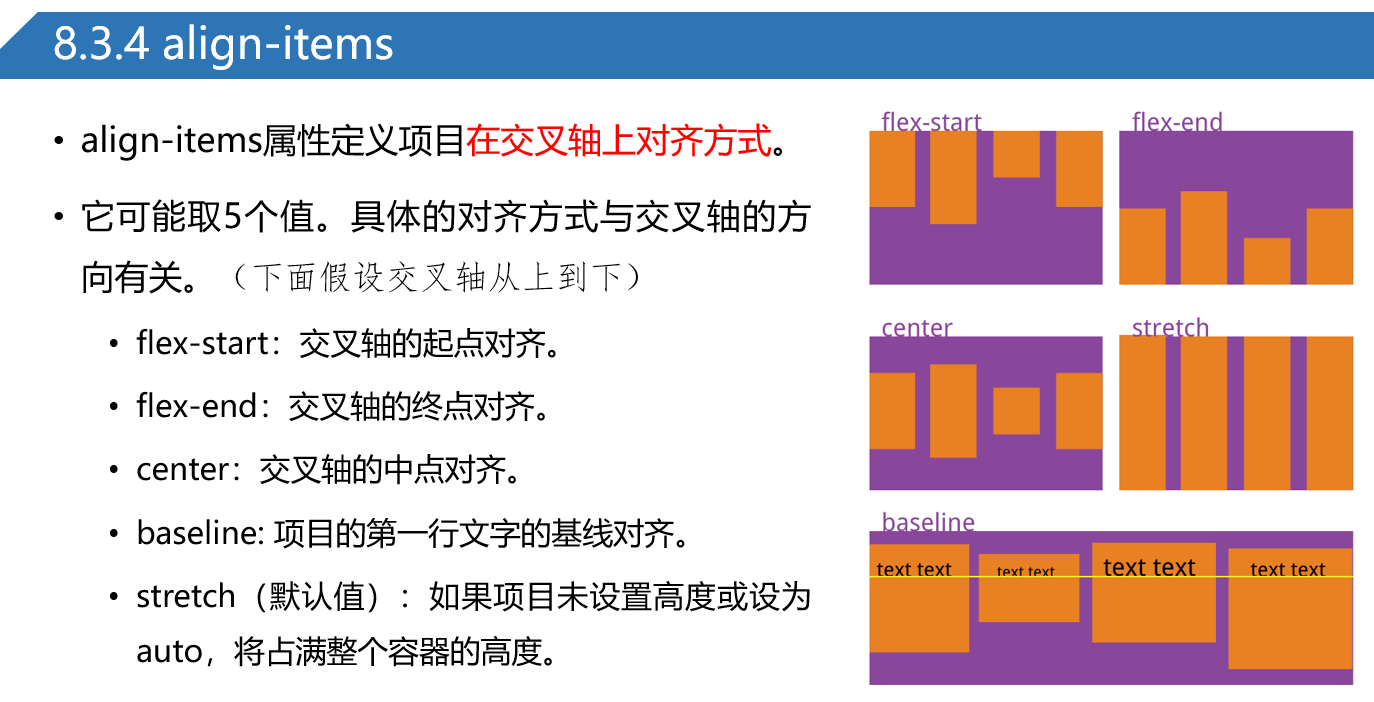 8.3.4 align-items
• align-items属性定义项目在交叉轴上对齐方式。
• 它可能取5个值。具体的对齐方式与交叉轴的方
向有关。（下面假设交叉轴从上到下）
• flex-start：交叉轴的起点对齐。
• flex-end：交叉轴的终点对齐。
• center：交叉轴的中点对齐。
• baseline: 项目的第一行文字的基线对齐。
• stretch（默认值）：如果项目未设置高度或设为
auto，将占满整个容器的高度。
flex-start
flex-end
center
stretch
baseline
text text
text text
text text
text text